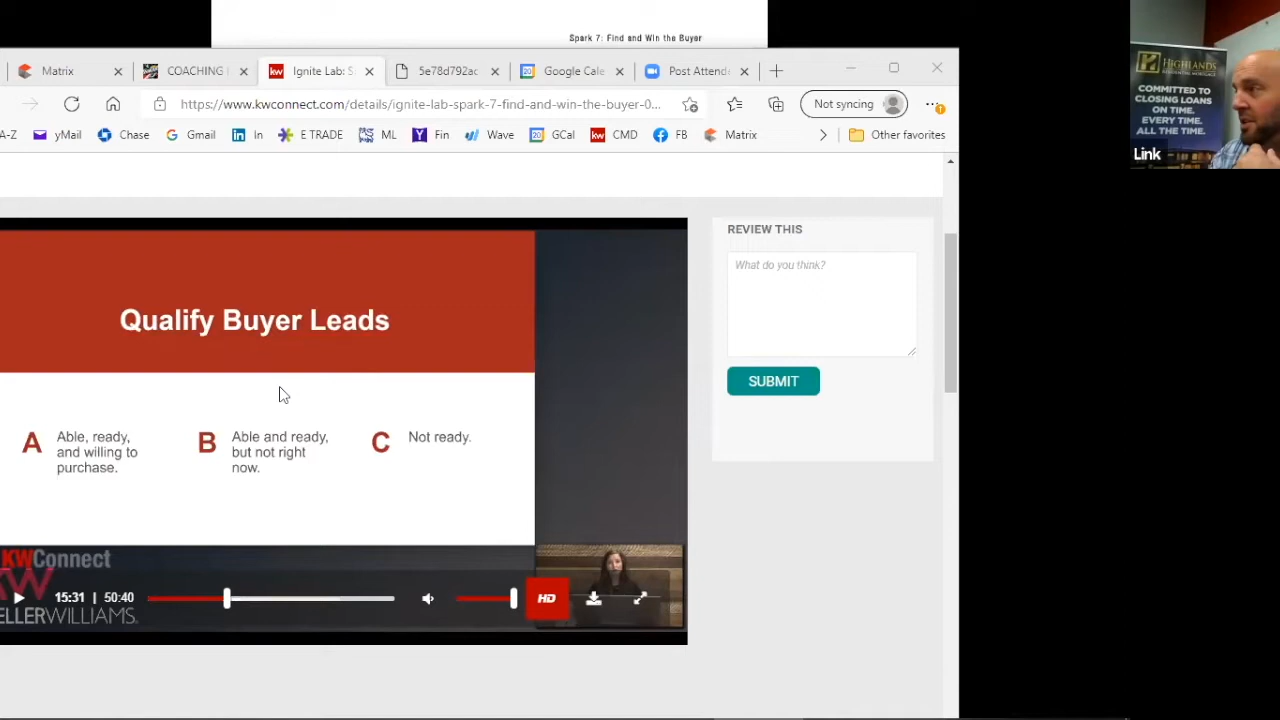 Spark 7: Find and Win the Buyer
Matrix
COACHING
Ignite Lab: S
5e78d792ac
Google Cale
Post Attend
https://www.kwconnect.com/details/ignite-lab-spark-7-find-and-win-the-buyer-0...
Not syncing
A-Z
yMail
Chase
Gmail
In
E TRADE
ML
Fin
Wave
GCal
CMD
FB
Matrix
Other favorites
HIGHLANDS
RESIDENTIAL MORTGAGE
COMMITTED TO
CLOSING LOANS
ON TIME.
EVERY TIME.
ALL THE TIME.
Link
REVIEW THIS
What do you think?
SUBMIT
Qualify Buyer Leads
A
Able, ready,
and willing to
purchase.
B
Able and ready,
but not right
now.
C
Not ready.
KWConnect
KW
ELLERWILLIAMS.
15:31 | 50:40
HD